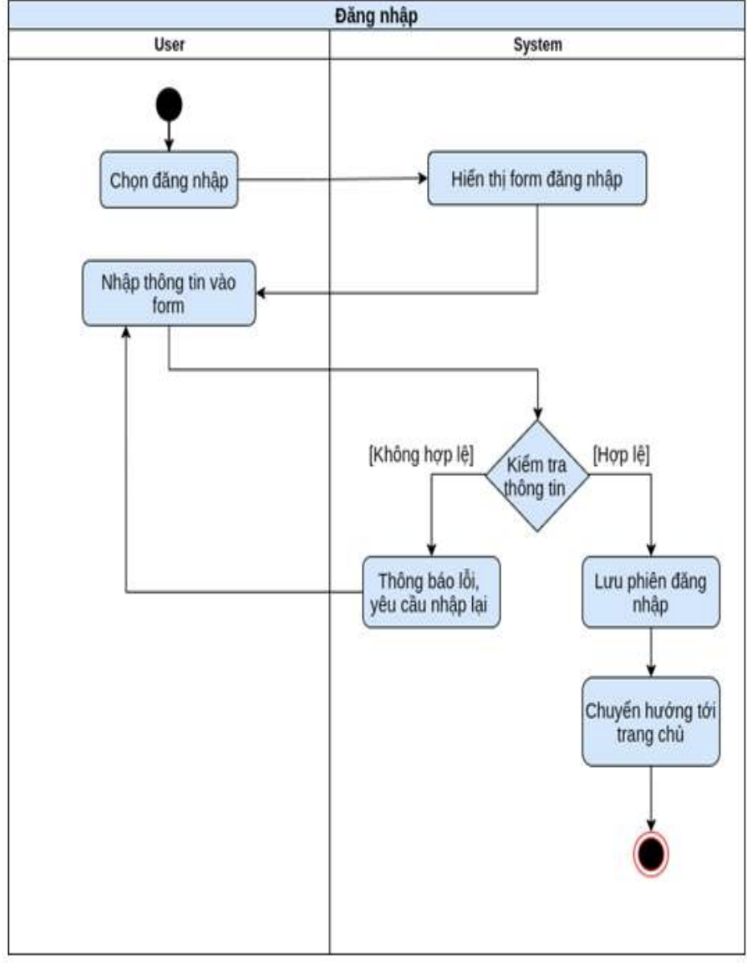 Đăng nhập
User
System
Chọn đăng nhập
Hiển thị form đăng nhập
Nhập thông tin vào
form
[Không hợp lệ]
Kiểm tra
thông tin
[Hợp lệ]
Thông báo lỗi,
yêu cầu nhập lại
Lưu phiên đăng
nhập
Chuyển hướng tới
trang chủ